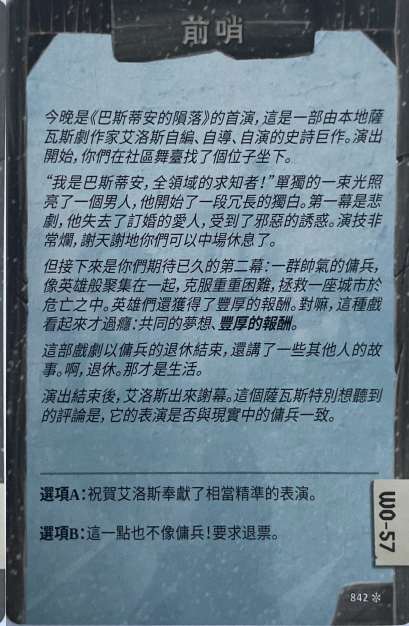 前哨
今晚是《巴斯蒂安的隕落》的首演，這是一部由本地薩
瓦斯劇作家艾洛斯自編、自導、自演的史詩巨作。演出
開始，你們在社區舞臺找了個位子坐下。
“我是巴斯蒂安，全領域的求知者！”單獨的一束光照
亮了一個男人，他開始了一段冗長的獨白。第一幕是悲
劇，他失去了訂婚的愛人，受到了邪惡的誘惑。演技非
常爛，謝天謝地你們可以中場休息了。
但接下來是你們期待已久的第二幕：一群帥氣的傭兵，
像英雄般聚集在一起，克服重重困難，拯救一座城市於
危亡之中。英雄們還獲得了豐厚的報酬。對嘛，這種戲
看起來才過癮：共同的夢想、豐厚的報酬。
這部戲劇以傭兵的退休結束，還講了一些其他人的故
事。啊，退休。那才是生活。
演出結束後，艾洛斯出來謝幕。這個薩瓦斯特別想聽到
的評論是，它的表演是否與現實中的傭兵一致。
選項A：祝賀艾洛斯奉獻了相當精準的表演。
選項B：這一點也不像傭兵！要求退票。
WO-57
842